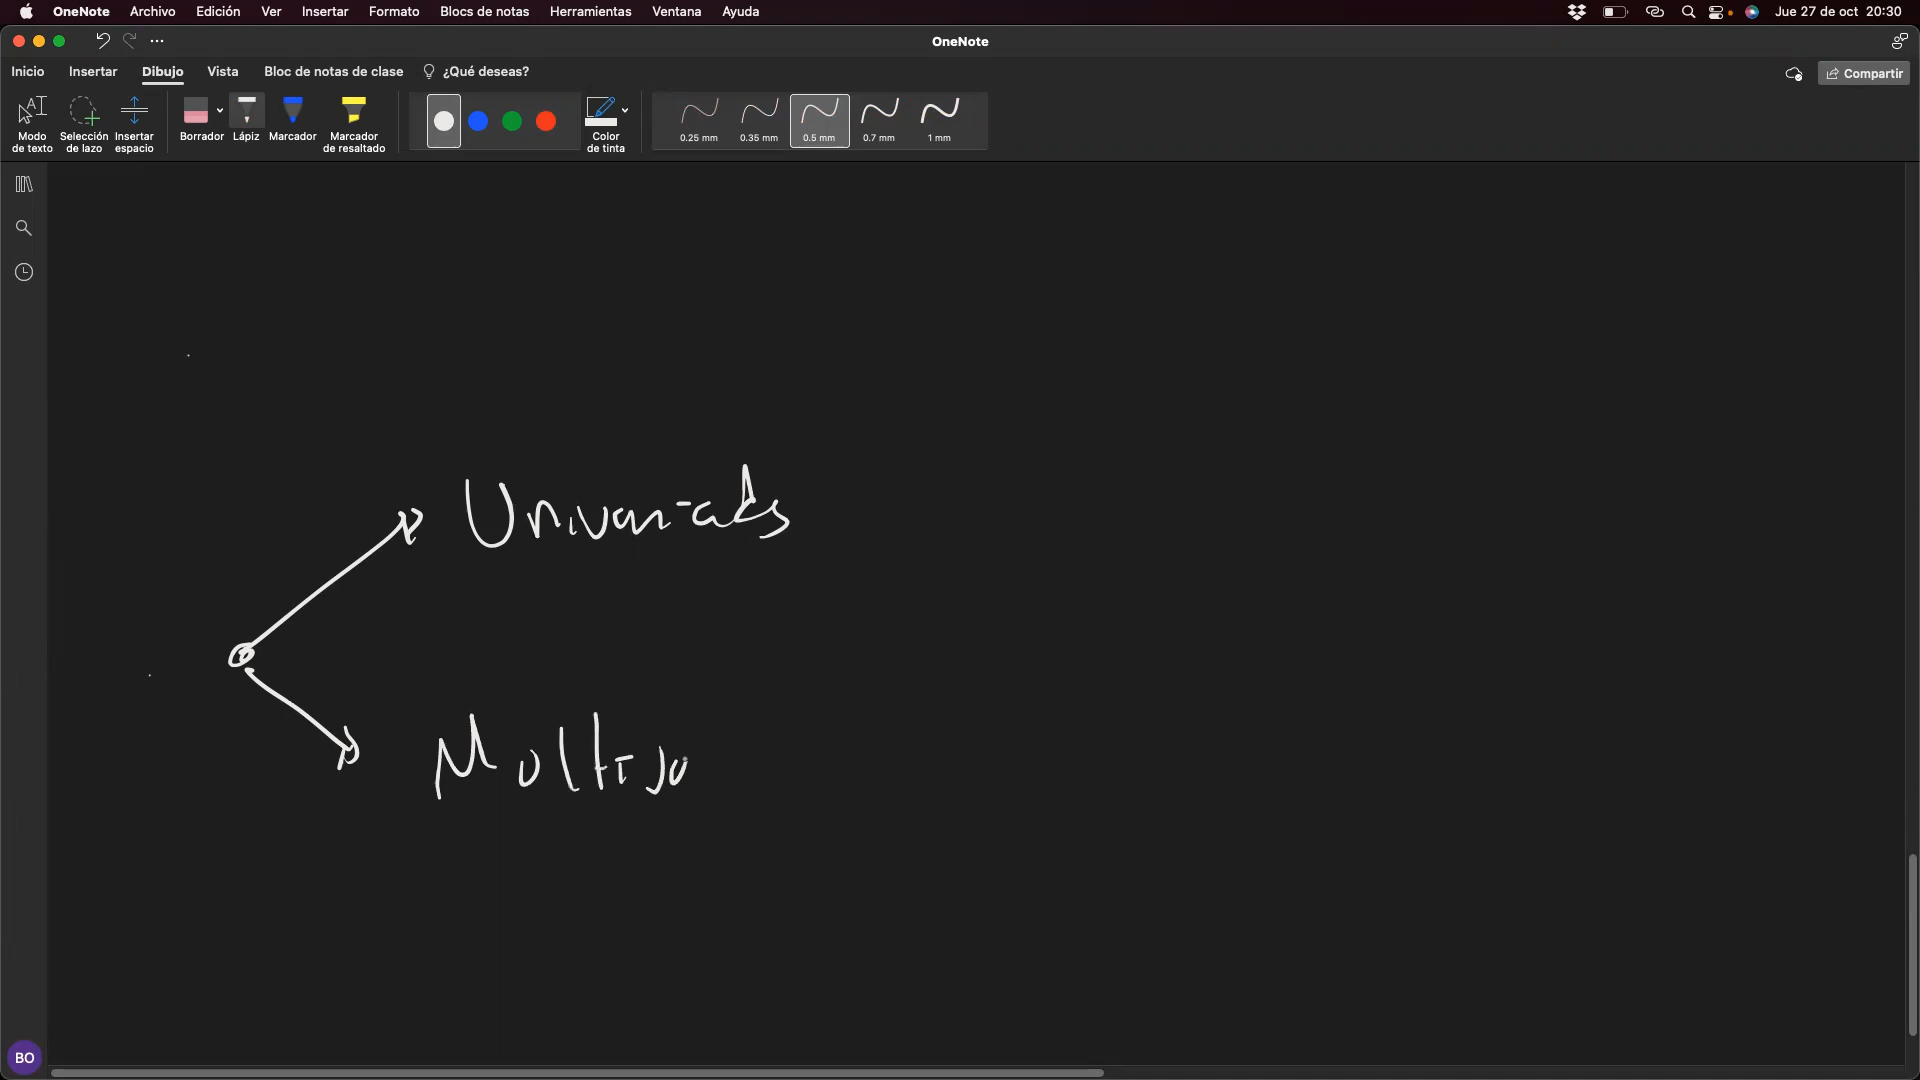 OneNote Archivo Edición Ver Insertar Formato Bloc de notas Herramientas Ventana Ayuda Jue 27 de oct 20:30
OneNote
Inicio Insertar Dibujo Vista Bloc de notas de clase ¿Qué deseas? Compartir
Modo de texto
Selección de lazo
Insertar espacio
Borrador
Lápiz
Marcador
Marcador de resaltado
Color de tinta
0.25 mm
0.35 mm
0.5 mm
0.7 mm
1 mm
Univariados
BO